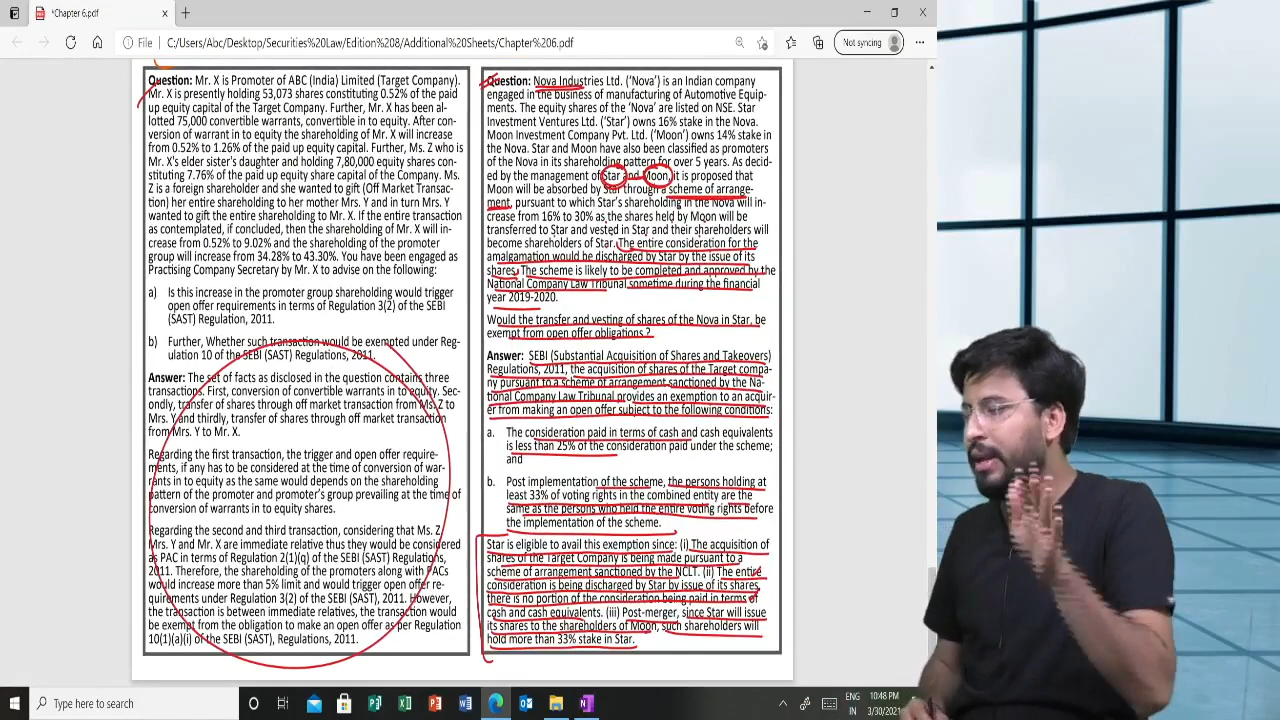 *Chapter 6.pdf
File
C:/Users/Abc/Desktop/Securities%20Law/Edition%208/Additional%20Sheets/Chapter%206.pdf
Not syncing
Question: Mr. X is Promoter of ABC (India) Limited (Target Company).
Mr. X is presently holding 53,073 shares constituting 0.52% of the paid
up equity capital of the Target Company. Further, Mr. X has been al-
lotted 75,000 convertible warrants, convertible in to equity. After con-
version of warrant in to equity the shareholding of Mr. X will increase
from 0.52% to 1.26% of the paid up equity capital. Further, Ms. Z who is
Mr. X's elder sister's daughter and holding 7,80,000 equity shares con-
stituting 7.76% of the paid up equity share capital of the Company. Ms.
Z is a foreign shareholder and she wanted to gift (Off Market Transac-
tion) her entire shareholding to her mother Mrs. Y and in turn Mrs. Y
wanted to gift the entire shareholding to Mr. X. If the entire transaction
as contemplated, if concluded, then the shareholding of Mr. X will in-
crease from 0.52% to 9.02% and the shareholding of the promoter
group will increase from 34.28% to 43.30%. You have been engaged as
Practising Company Secretary by Mr. X to advise on the following:
a) Is this increase in the promoter group shareholding would trigger
open offer requirements in terms of Regulation 3(2) of the SEBI
(SAST) Regulation, 2011.
b) Further, Whether such transaction would be exempted under Reg-
ulation 10 of the SEBI (SAST) Regulations, 2011.
Answer: The set of facts as disclosed in the question contains three
transactions. First, conversion of convertible warrants in to equity. Sec-
ondly, transfer of shares through off market transaction from Ms. Z to
Mrs. Y and thirdly, transfer of shares through off market transaction
from Mrs. Y to Mr. X.
Regarding the first transaction, the trigger and open offer require-
ments, if any has to be considered at the time of conversion of war-
rants in to equity as the same would depends on the shareholding
pattern of the promoter and promoter's group prevailing at the time of
conversion of warrants in to equity shares.
Regarding the second and third transaction, considering that Ms. Z,
Mrs. Y and Mr. X are immediate relative thus they would be considered
as PAC in terms of Regulation 2(1)(q) of the SEBI (SAST) Regulations,
2011. Therefore, the shareholding of the promoters along with PACs
would increase more than 5% limit and would trigger open offer re-
quirements under Regulation 3(2) of the SEBI (SAST), 2011. However,
the transaction is between immediate relatives, the transaction would
be exempt from the obligation to make an open offer as per Regulation
10(1)(a)(i) of the SEBI (SAST), Regulations, 2011.
Question: Nova Industries Ltd. ('Nova') is an Indian company
engaged in the business of manufacturing of Automotive Equip-
ments. The equity shares of the 'Nova' are listed on NSE. Star
Investment Ventures Ltd. ('Star') owns 16% stake in the Nova.
Moon Investment Company Pvt. Ltd. ('Moon') owns 14% stake in
the Nova. Star and Moon have also been classified as promoters
of the Nova in its shareholding pattern for over 5 years. As decid-
ed by the management of Star and Moon, it is proposed that
Moon will be absorbed by Star through a scheme of arrange-
ment, pursuant to which Star's shareholding in the Nova will in-
crease from 16% to 30% as the shares held by Moon will be
transferred to Star and vested in Star and their shareholders will
become shareholders of Star. The entire consideration for the
amalgamation would be discharged by Star by the issue of its
shares. The scheme is likely to be completed and approved by the
National Company Law Tribunal sometime during the financial
year 2019-2020.
Would the transfer and vesting of shares of the Nova in Star, be
exempt from open offer obligations ?
Answer: SEBI (Substantial Acquisition of Shares and Takeovers)
Regulations, 2011, the acquisition of shares of the Target compa-
ny pursuant to a scheme of arrangement sanctioned by the Na-
tional Company Law Tribunal provides an exemption to an acquir-
er from making an open offer subject to the following conditions:
a. The consideration paid in terms of cash and cash equivalents
is less than 25% of the consideration paid under the scheme;
and
b. Post implementation of the scheme, the persons holding at
least 33% of voting rights in the combined entity are the
same as the persons who held the entire voting rights before
the implementation of the scheme.
Star is eligible to avail this exemption since: (i) The acquisition of
shares of the Target Company is being made pursuant to a
scheme of arrangement sanctioned by the NCLT. (ii) The entire
consideration is being discharged by Star by issue of its shares,
there is no portion of the consideration being paid in terms of
cash and cash equivalents. (iii) Post-merger, since Star will issue
its shares to the shareholders of Moon, such shareholders will
hold more than 33% stake in Star.
Type here to search
ENG
IN
10:48 PM
3/30/2021